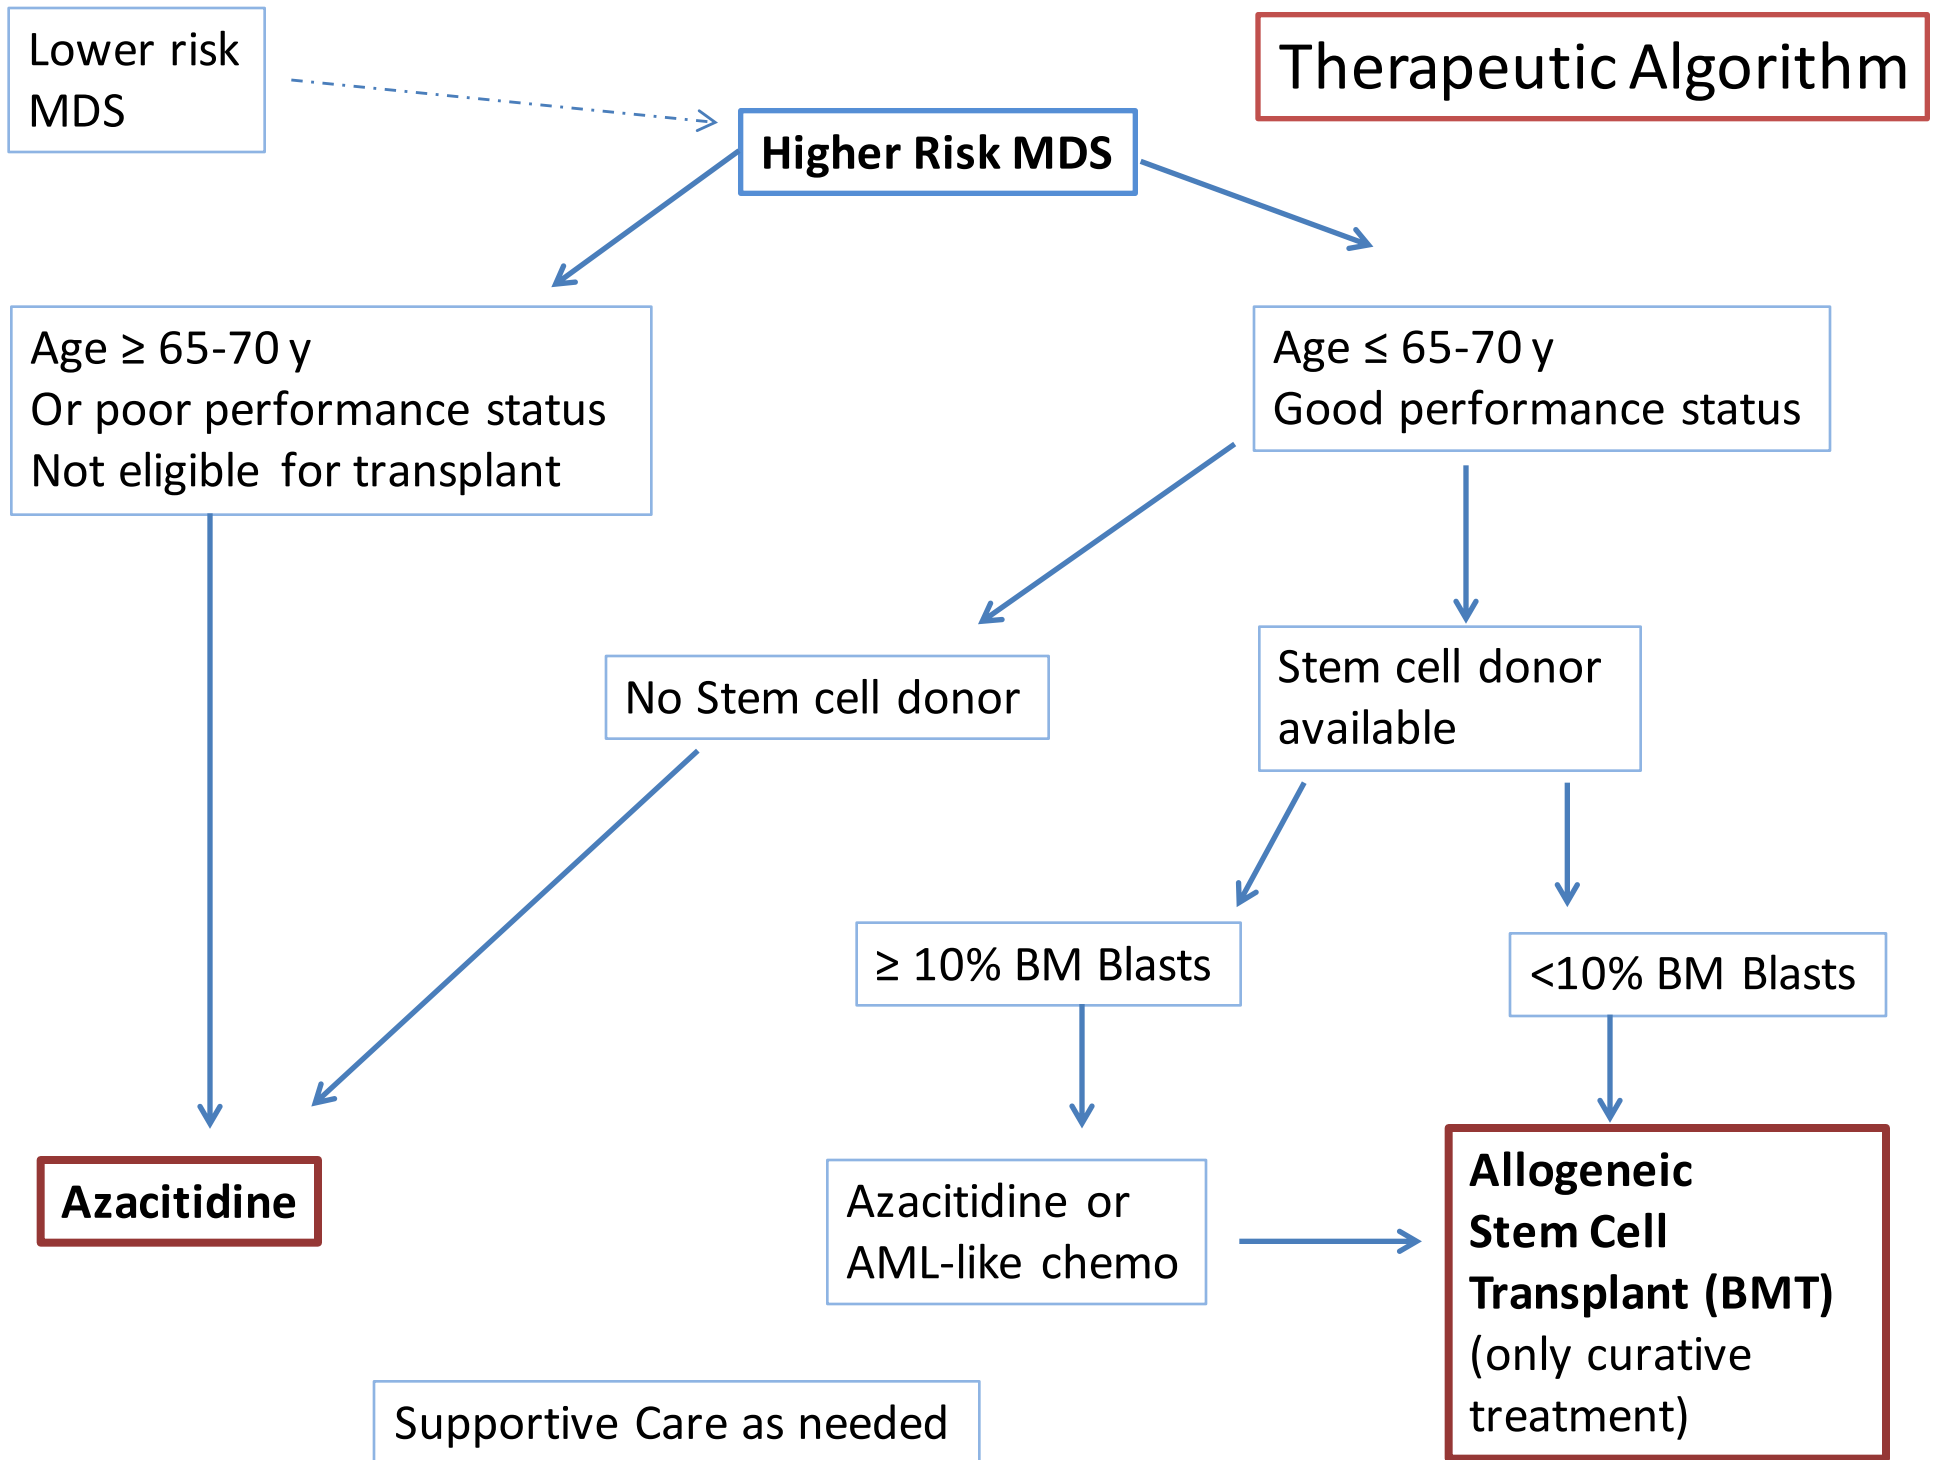 Lower risk
MDS
Therapeutic Algorithm
Higher Risk MDS
Age ≥ 65-70 y
Or poor performance status
Not eligible for transplant
Age ≤ 65-70 y
Good performance status
No Stem cell donor
Stem cell donor
available
≥ 10% BM Blasts
<10% BM Blasts
Azacitidine
Azacitidine or
AML-like chemo
Allogeneic
Stem Cell
Transplant (BMT)
(only curative
treatment)
Supportive Care as needed